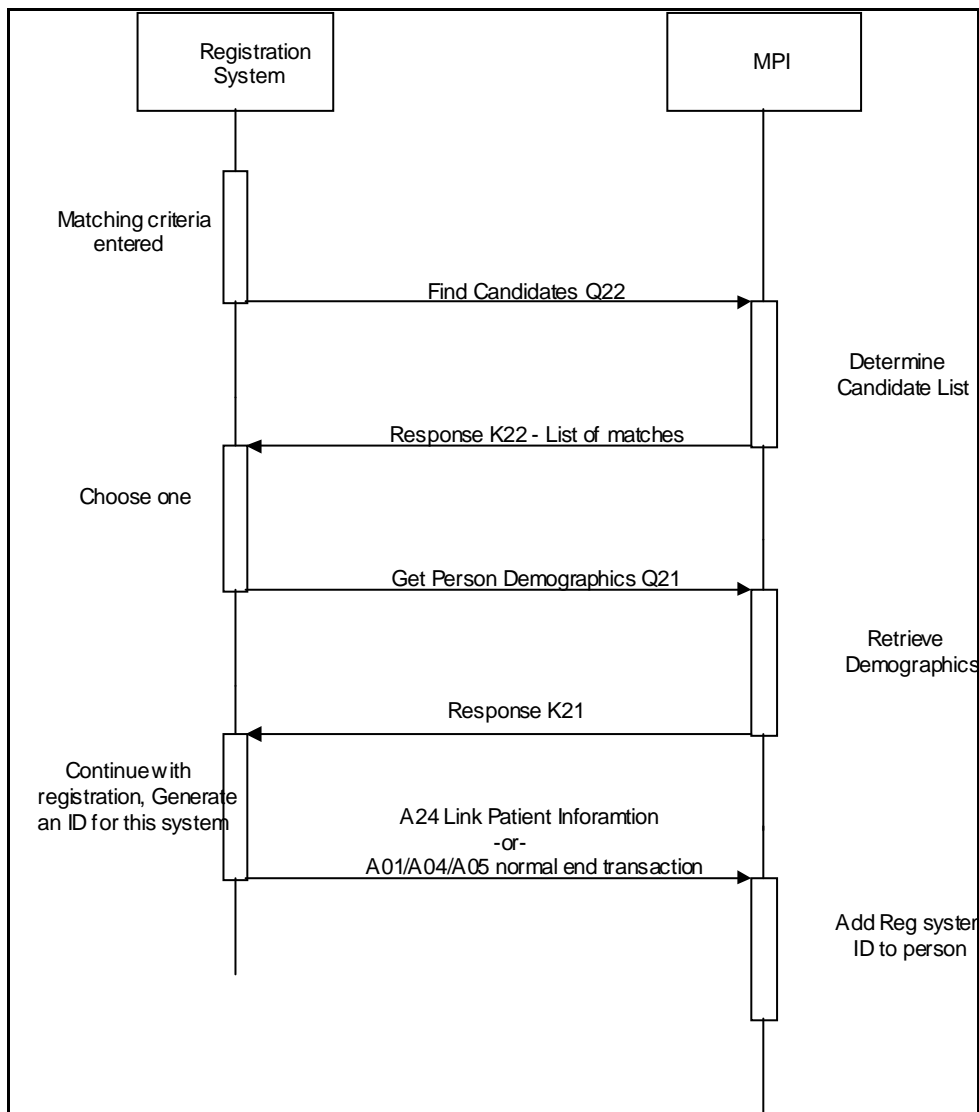 Registration
System
MPI
Matching criteria
entered
Find Candidates Q22
Determine
Candidate List
Response K22 - List of matches
Choose one
Get Person Demographics Q21
Retrieve
Demographics
Response K21
Continue with
registration, Generate
an ID for this system
A24 Link Patient Inforamtion
-or-
A01/A04/A05 normal end transaction
Add Reg syster
ID to person